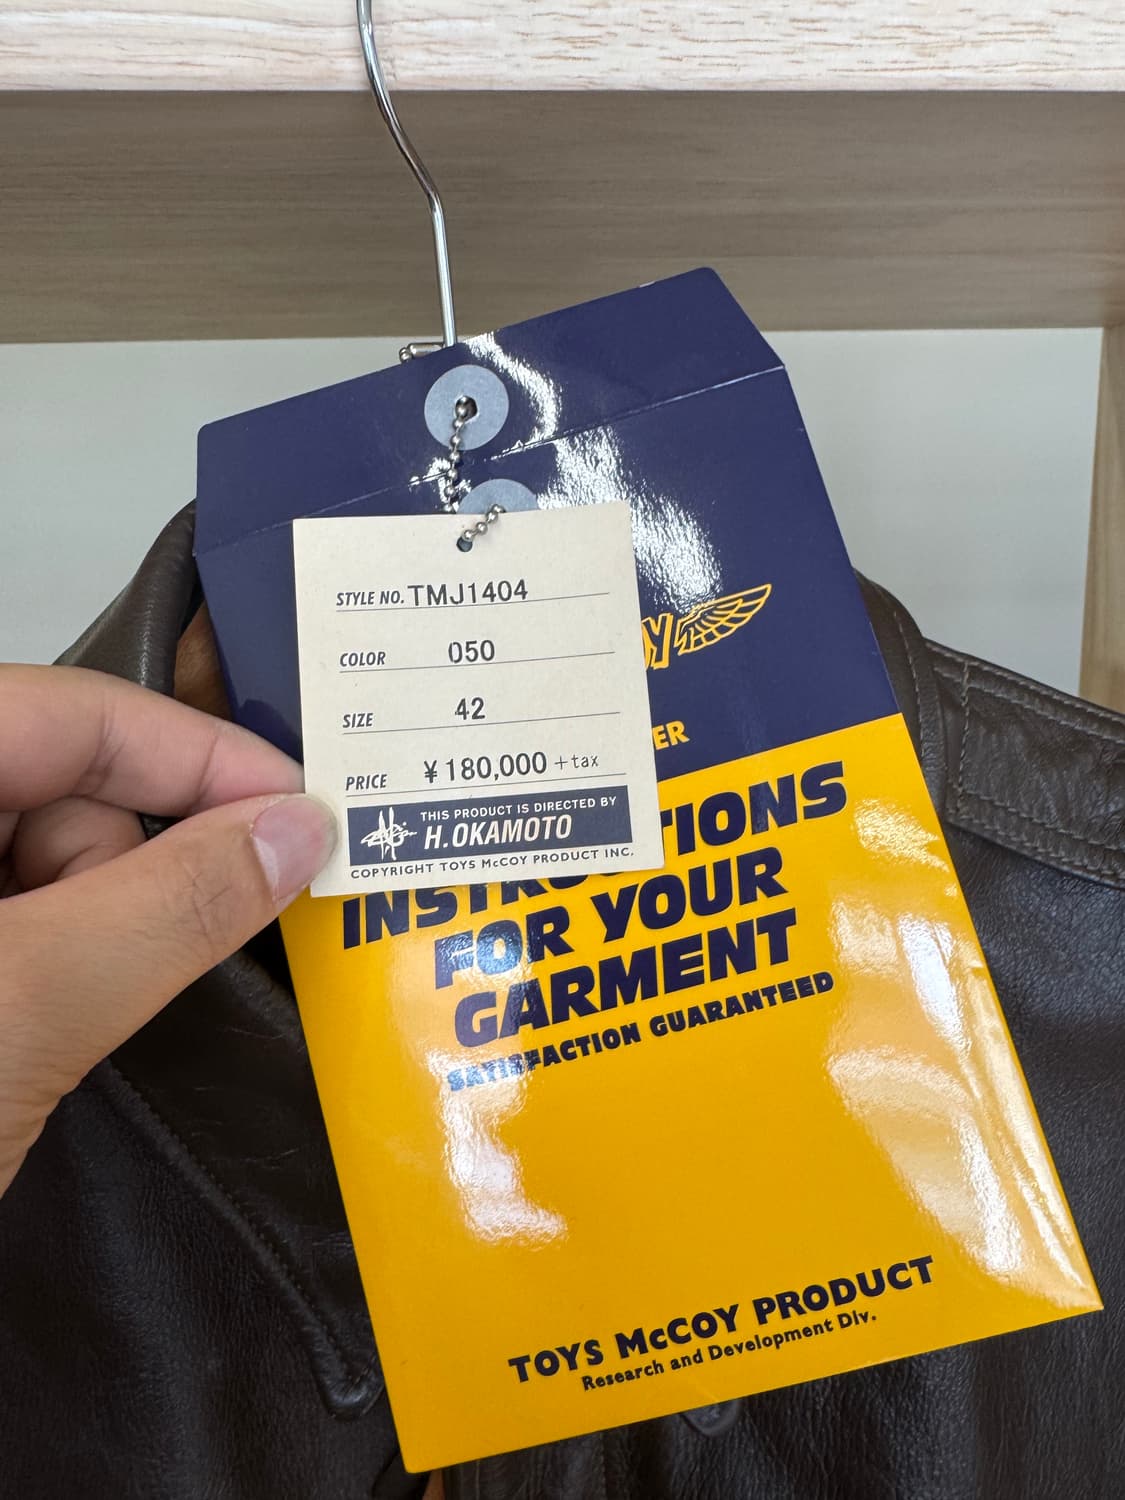 STYLE NO. TMJ1404
COLOR 050
SIZE 42
PRICE ¥180,000 +tax
THIS PRODUCT IS DIRECTED BY
H.OKAMOTO
COPYRIGHT TOYS McCOY PRODUCT INC.
OY
ER
INSTRUCTIONS
FOR YOUR
GARMENT
SATISFACTION GUARANTEED
TOYS McCOY PRODUCT
Research and Development Div.